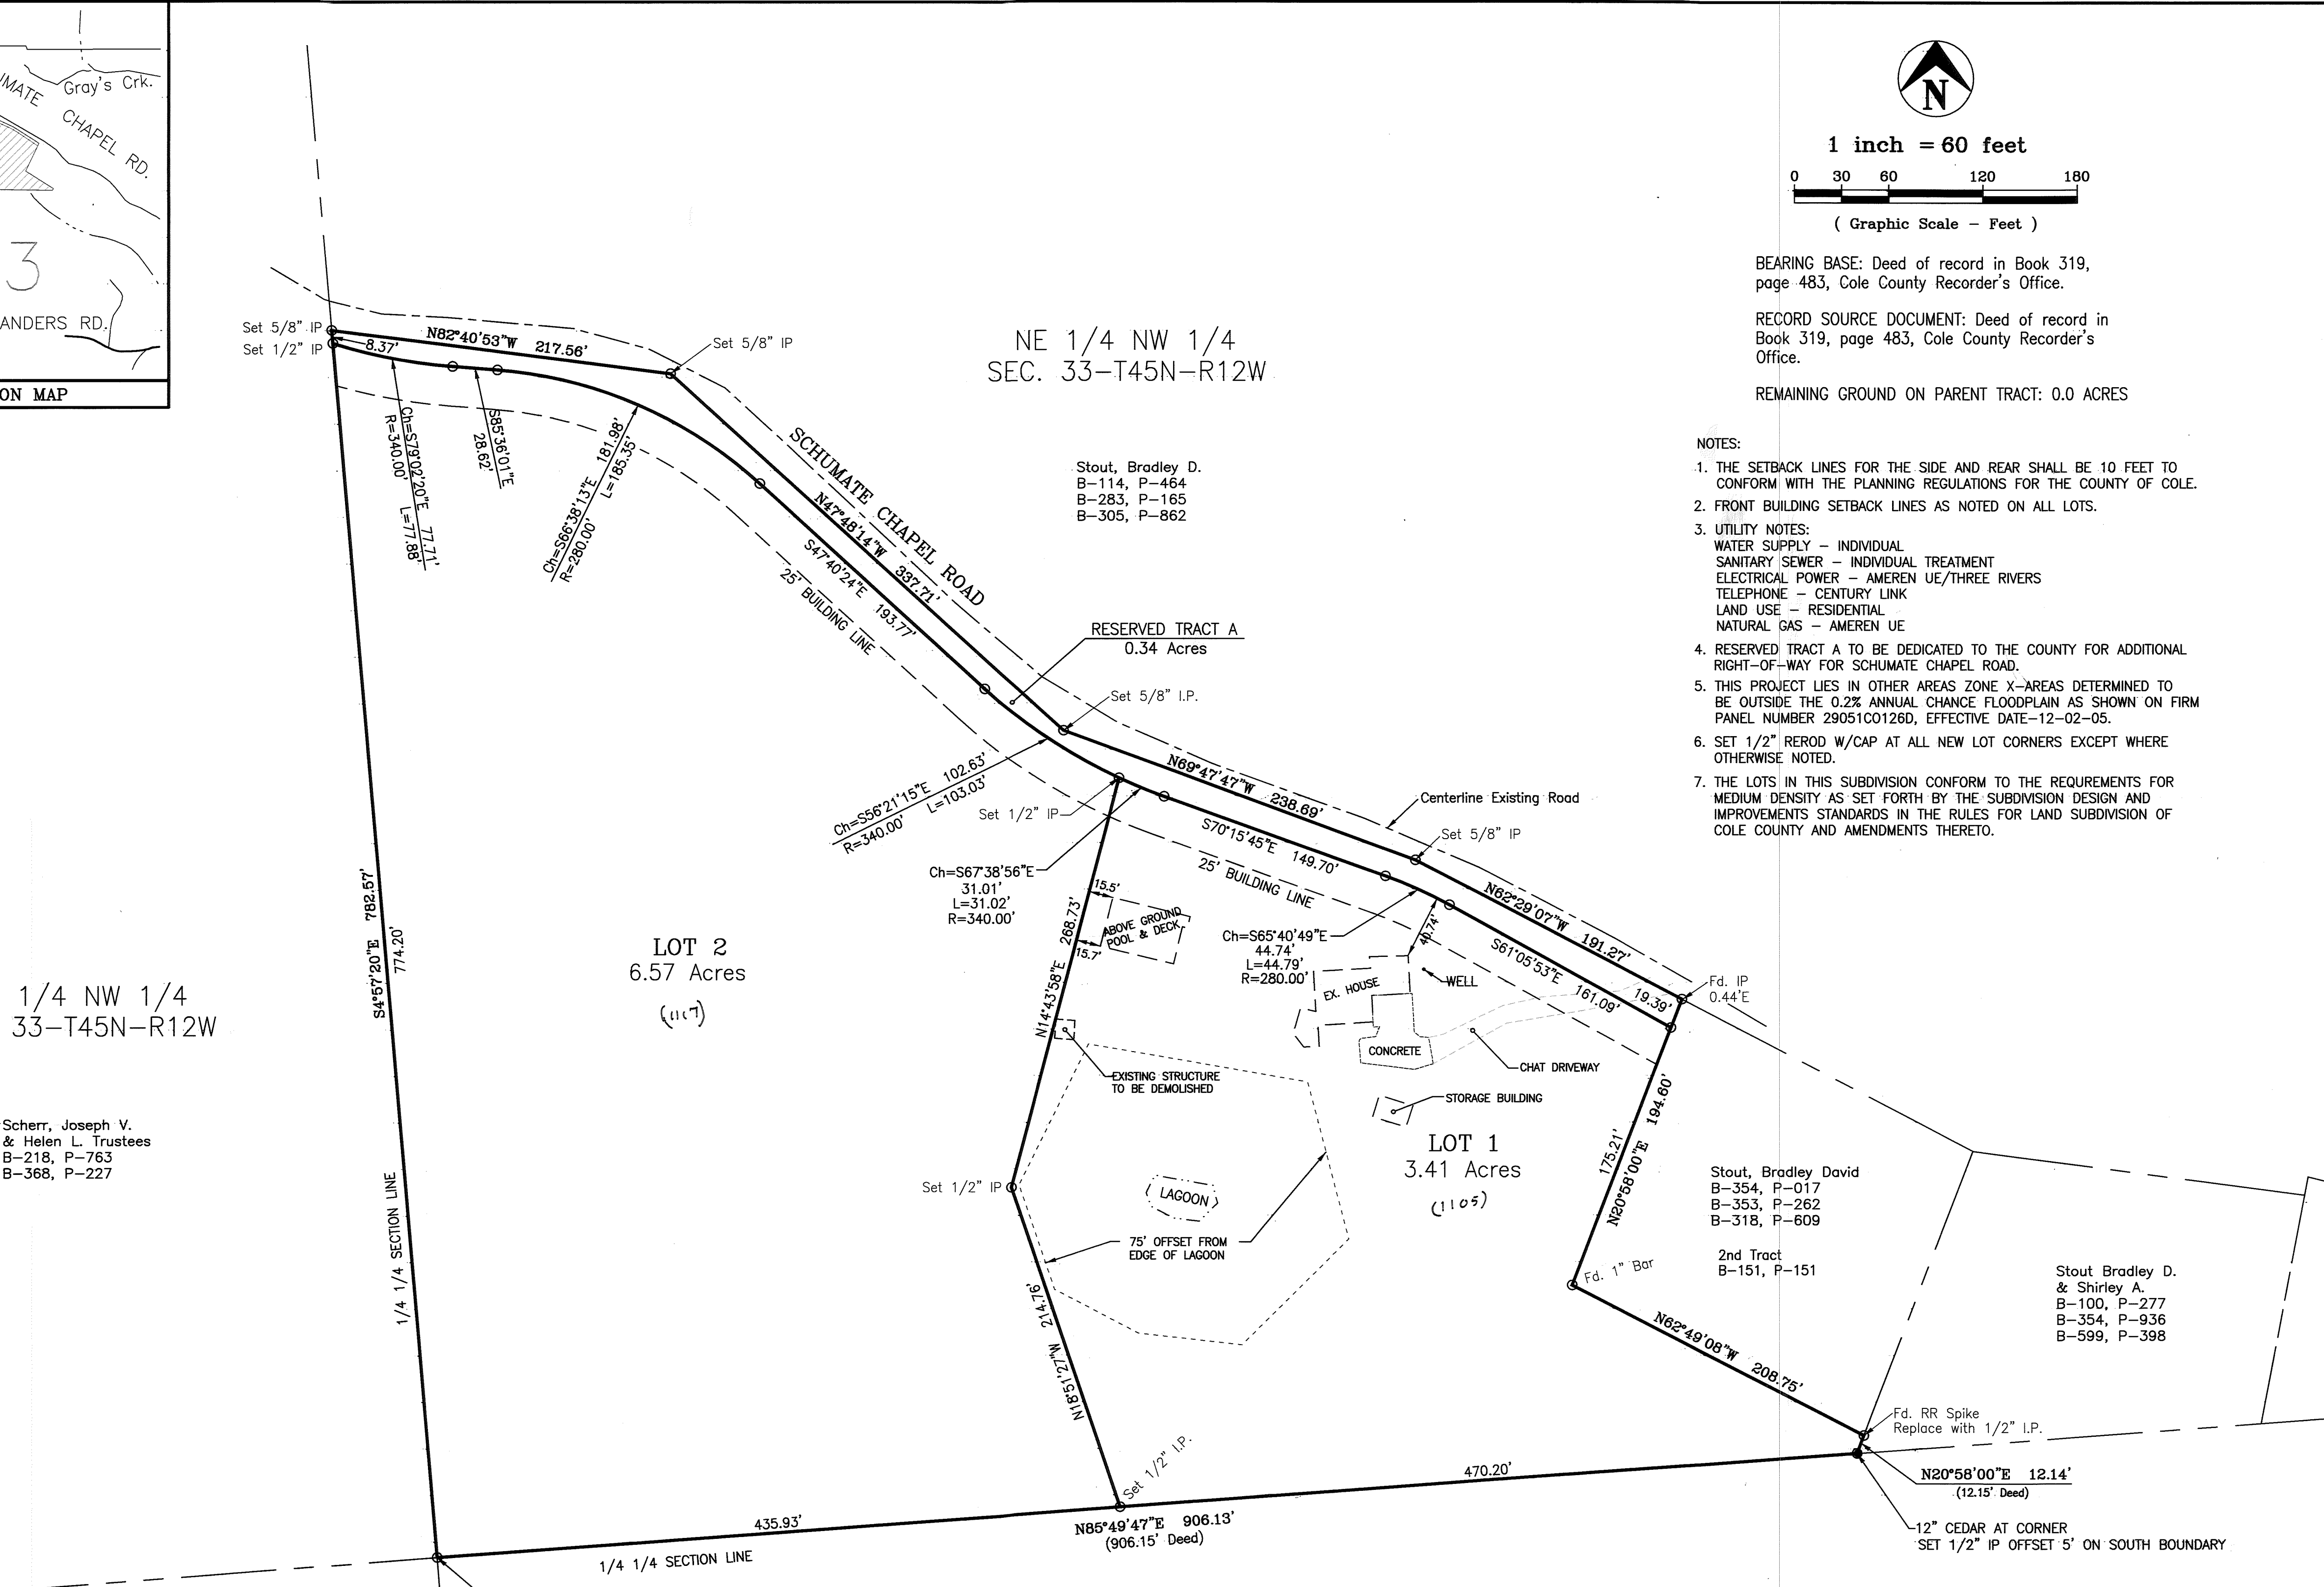 Gray's Crk.
UMATE
CHAPEL RD.
3
ANDERS RD.
ON MAP
N
1 inch = 60 feet
0 30 60 120 180
( Graphic Scale - Feet )
BEARING BASE: Deed of record in Book 319,
page 483, Cole County Recorder's Office.
RECORD SOURCE DOCUMENT: Deed of record in
Book 319, page 483, Cole County Recorder's
Office.
REMAINING GROUND ON PARENT TRACT: 0.0 ACRES
NOTES:
1. THE SETBACK LINES FOR THE SIDE AND REAR SHALL BE 10 FEET TO
CONFORM WITH THE PLANNING REGULATIONS FOR THE COUNTY OF COLE.
2. FRONT BUILDING SETBACK LINES AS NOTED ON ALL LOTS.
3. UTILITY NOTES:
WATER SUPPLY - INDIVIDUAL
SANITARY SEWER - INDIVIDUAL TREATMENT
ELECTRICAL POWER - AMEREN UE/THREE RIVERS
TELEPHONE - CENTURY LINK
LAND USE - RESIDENTIAL
NATURAL GAS - AMEREN UE
4. RESERVED TRACT A TO BE DEDICATED TO THE COUNTY FOR ADDITIONAL
RIGHT-OF-WAY FOR SCHUMATE CHAPEL ROAD.
5. THIS PROJECT LIES IN OTHER AREAS ZONE X-AREAS DETERMINED TO
BE OUTSIDE THE 0.2% ANNUAL CHANCE FLOODPLAIN AS SHOWN ON FIRM
PANEL NUMBER 29051C0126D, EFFECTIVE DATE-12-02-05.
6. SET 1/2" REROD W/CAP AT ALL NEW LOT CORNERS EXCEPT WHERE
OTHERWISE NOTED.
7. THE LOTS IN THIS SUBDIVISION CONFORM TO THE REQUREMENTS FOR
MEDIUM DENSITY AS SET FORTH BY THE SUBDIVISION DESIGN AND
IMPROVEMENTS STANDARDS IN THE RULES FOR LAND SUBDIVISION OF
COLE COUNTY AND AMENDMENTS THERETO.
Set 5/8" IP
Set 1/2" IP
8.37'
N82°40'53"W 217.56'
Set 5/8" IP
NE 1/4 NW 1/4
SEC. 33-T45N-R12W
Ch=S79°02'20"E 77.71'
R=340.00' L=77.88'
S85°36'01"E
28.62'
Ch=S66°38'13"E 181.98'
R=280.00' L=185.35'
SCHUMATE CHAPEL ROAD
N47°48'14"W 337.71'
S47°40'24"E 193.77'
25' BUILDING LINE
Stout, Bradley D.
B-114, P-464
B-283, P-165
B-305, P-862
RESERVED TRACT A
0.34 Acres
Set 5/8" I.P.
Ch=S56°21'15"E 102.63'
R=340.00' L=103.03'
Set 1/2" IP
N69°47'47"W 238.69'
Centerline Existing Road
Set 5/8" IP
S70°15'45"E 149.70'
25' BUILDING LINE
Ch=S67°38'56"E
31.01'
L=31.02'
R=340.00'
15.5'
ABOVE GROUND
POOL & DECK
15.7'
N14°43'58"E 268.73'
Ch=S65°40'49"E
44.74'
L=44.79'
R=280.00'
40.74'
N62°29'07"W 191.27'
S61°05'53"E 161.09'
19.39'
Fd. IP
0.44'E
EX. HOUSE
WELL
CONCRETE
CHAT DRIVEWAY
STORAGE BUILDING
EXISTING STRUCTURE
TO BE DEMOLISHED
LOT 2
6.57 Acres
(1117)
S4°57'20"E 782.57'
774.20'
1/4 1/4 SECTION LINE
1/4 NW 1/4
33-T45N-R12W
Scherr, Joseph V.
& Helen L. Trustees
B-218, P-763
B-368, P-227
LOT 1
3.41 Acres
(1105)
Set 1/2" IP
LAGOON
75' OFFSET FROM
EDGE OF LAGOON
175.21'
N20°58'00"E 194.60'
Stout, Bradley David
B-354, P-017
B-353, P-262
B-318, P-609
2nd Tract
B-151, P-151
Fd. 1" Bar
N62°49'08"W 208.75'
Stout Bradley D.
& Shirley A.
B-100, P-277
B-354, P-936
B-599, P-398
N18°51'27"W 214.76'
Set 1/2" I.P.
Fd. RR Spike
Replace with 1/2" I.P.
N20°58'00"E 12.14'
(12.15' Deed)
12" CEDAR AT CORNER
SET 1/2" IP OFFSET 5' ON SOUTH BOUNDARY
470.20'
435.93'
N85°49'47"E 906.13'
(906.15' Deed)
1/4 1/4 SECTION LINE